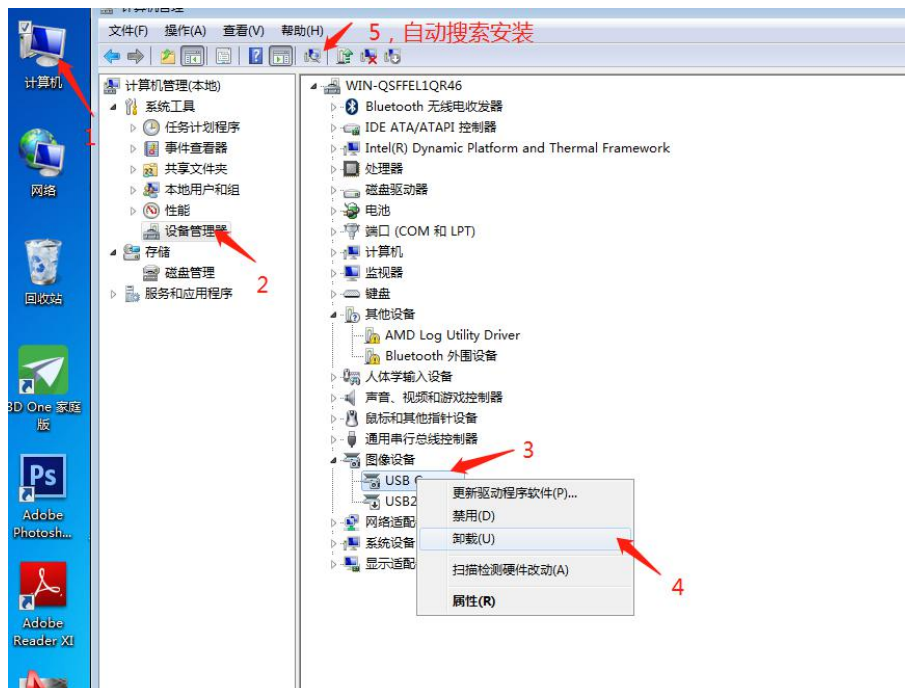 文件(F) 操作(A) 查看(V) 帮助(H)
5，自动搜索安装
计算机
1
网络
回收站
3D One 家庭
版
Ps
Adobe
Photosh...
Adobe
Reader XI
计算机管理(本地)
系统工具
任务计划程序
事件查看器
共享文件夹
本地用户和组
性能
设备管理器
2
存储
磁盘管理
服务和应用程序
WIN-QSFFEL1QR46
Bluetooth 无线电收发器
IDE ATA/ATAPI 控制器
Intel(R) Dynamic Platform and Thermal Framework
处理器
磁盘驱动器
电池
端口 (COM 和 LPT)
计算机
监视器
键盘
其他设备
AMD Log Utility Driver
Bluetooth 外围设备
人体学输入设备
声音、视频和游戏控制器
鼠标和其他指针设备
通用串行总线控制器
图像设备
3
USB
USB2
网络适配
系统设备
显示适配
更新驱动程序软件(P)...
禁用(D)
卸载(U)
4
扫描检测硬件改动(A)
属性(R)